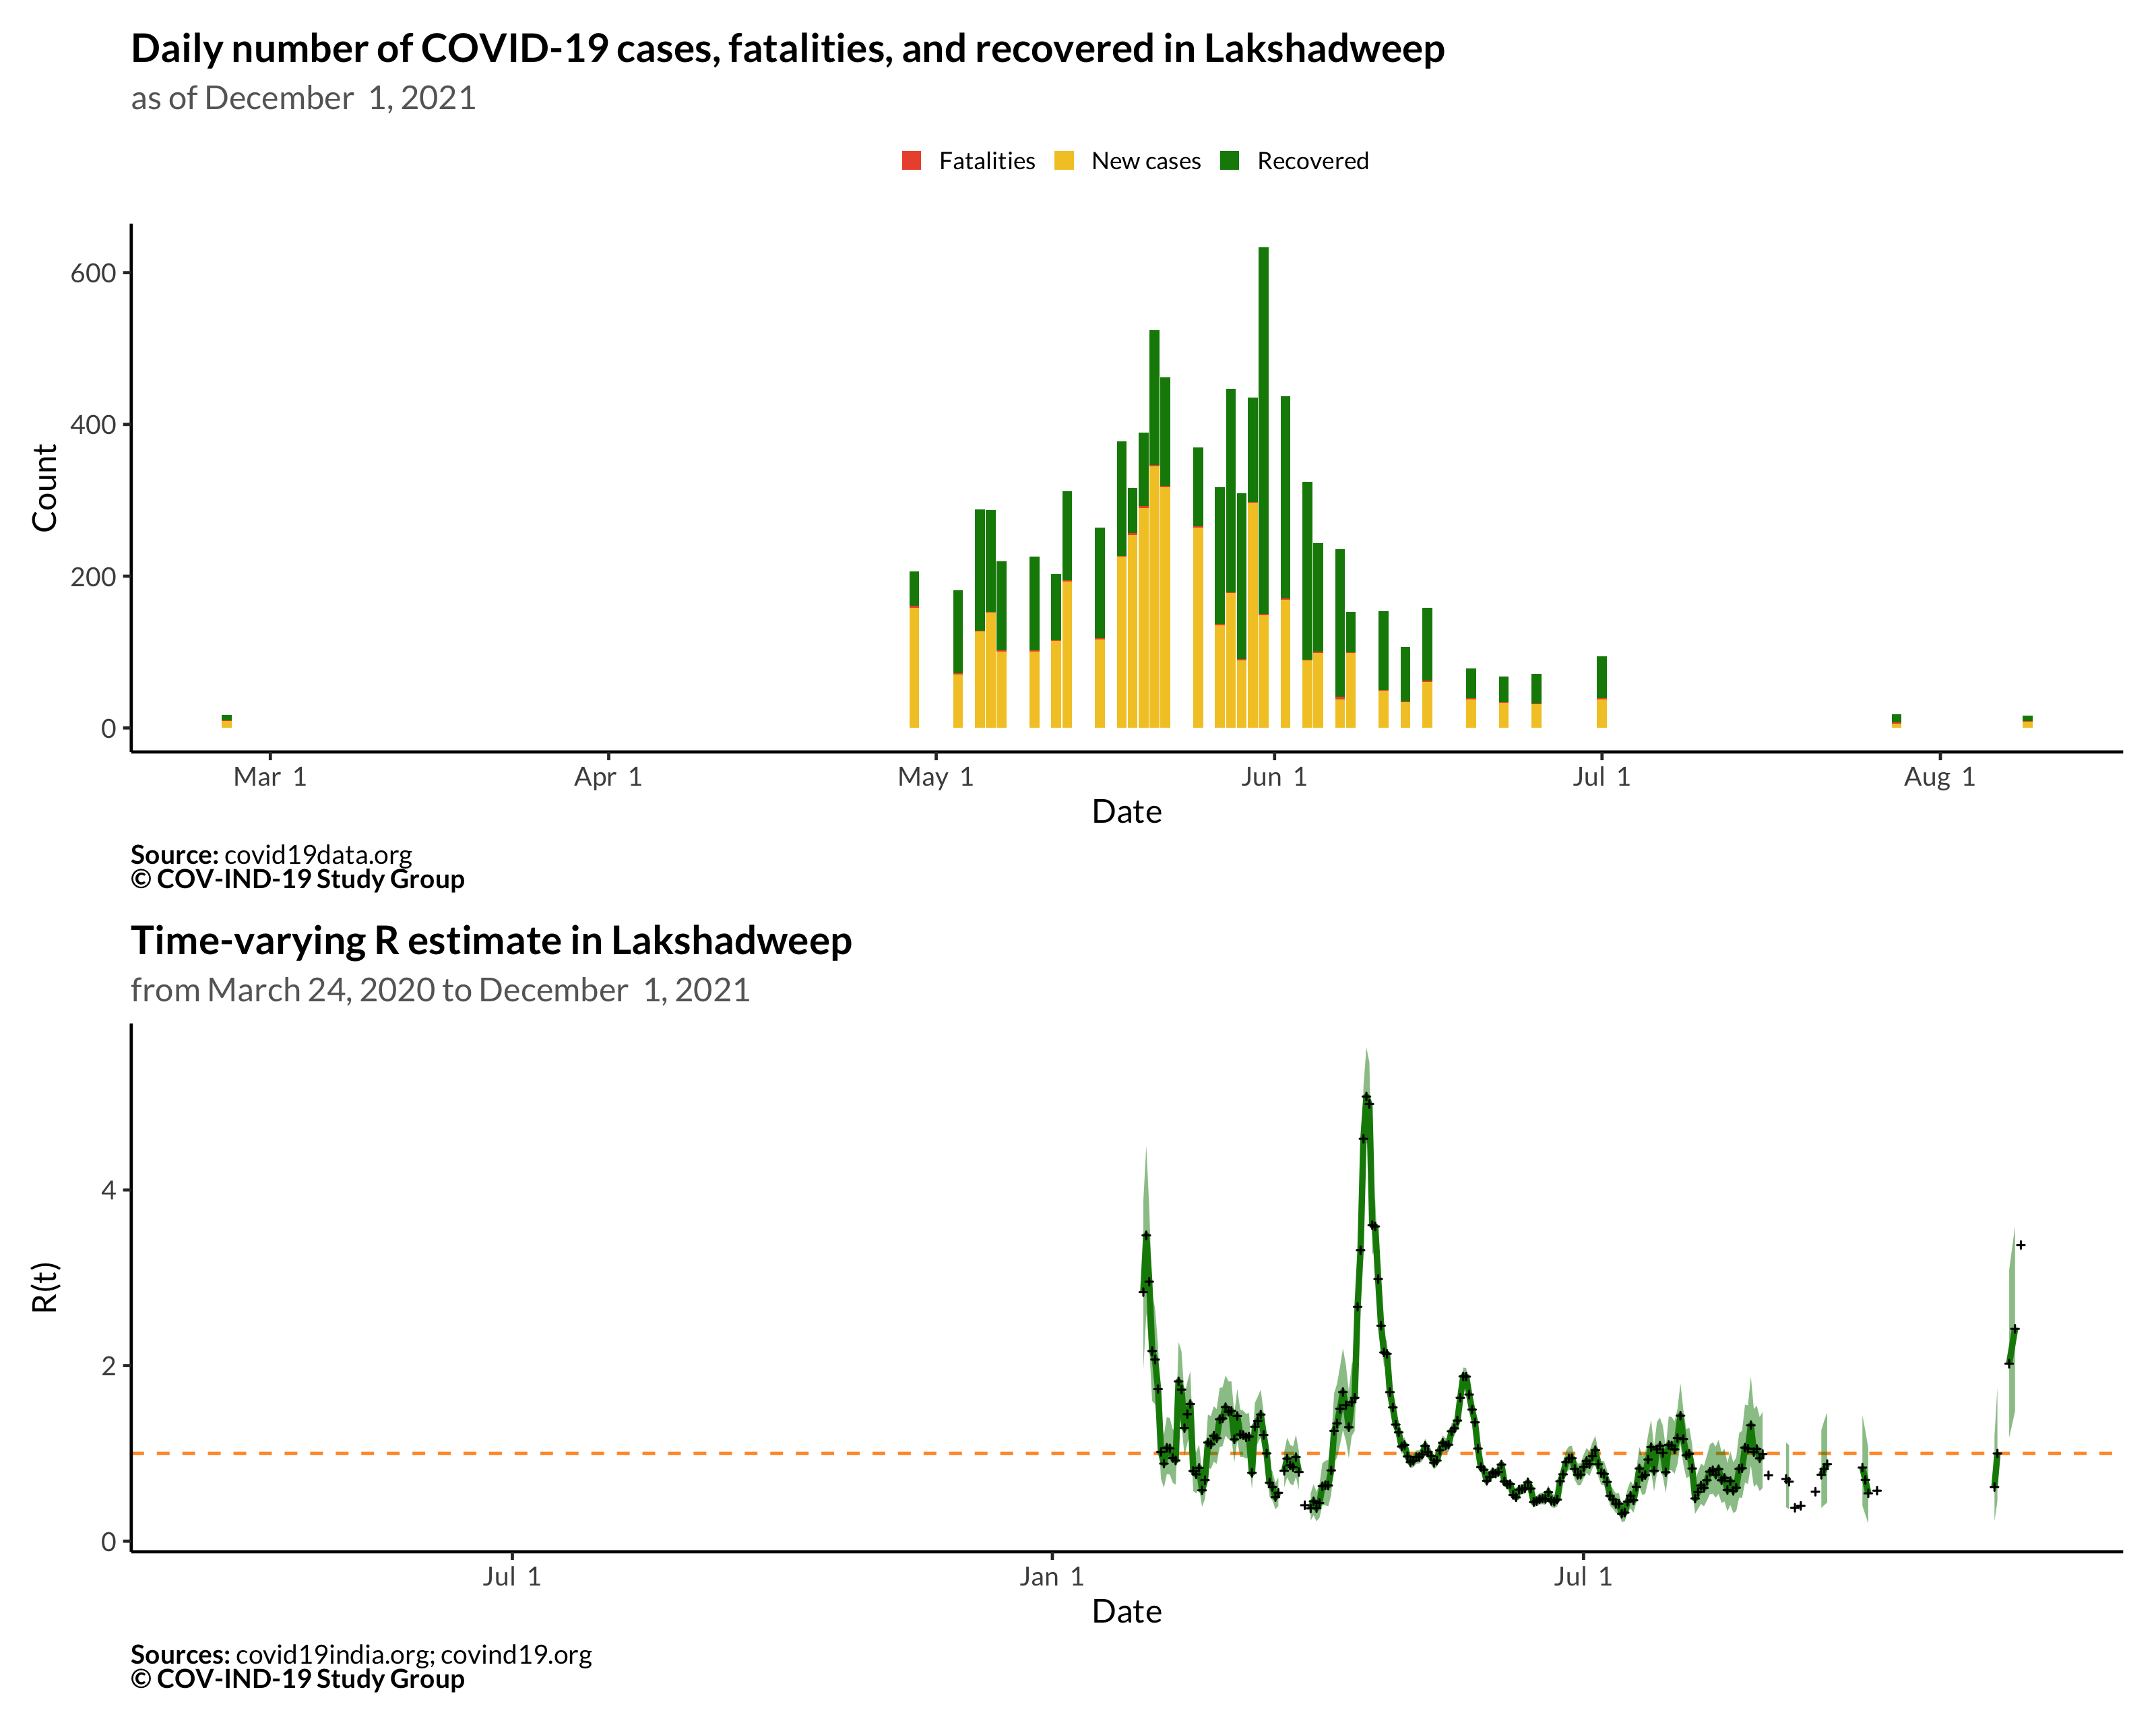 Daily number of COVID-19 cases, fatalities, and recovered in Lakshadweep
as of December  1, 2021
Fatalities New cases Recovered
Count
600
400
200
0
Mar  1 Apr  1 May  1 Jun  1 Jul  1 Aug  1
Date
Source: covid19data.org
© COV-IND-19 Study Group
Time-varying R estimate in Lakshadweep
from March 24, 2020 to December  1, 2021
R(t)
4
2
0
Jul  1 Jan  1 Jul  1
Date
Sources: covid19india.org; covind19.org
© COV-IND-19 Study Group